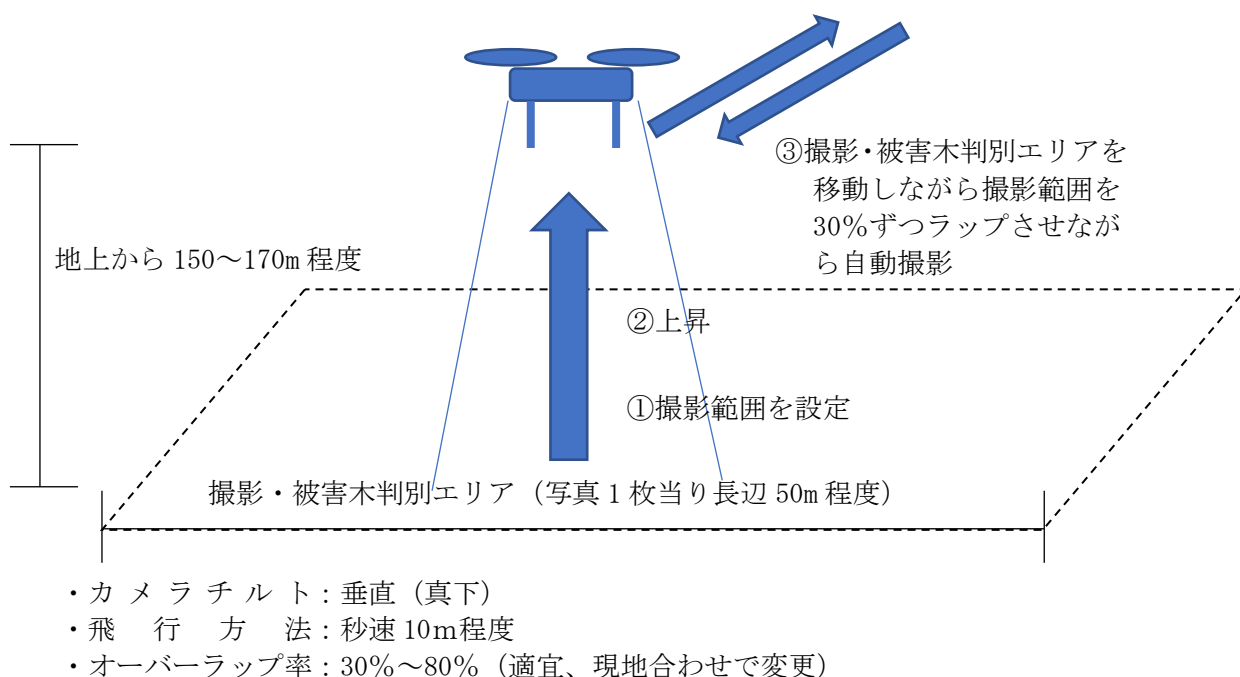 ③撮影・被害木判別エリアを
移動しながら撮影範囲を
30%ずつラップさせなが
ら自動撮影
地上から 150～170m 程度
②上昇
①撮影範囲を設定
撮影・被害木判別エリア（写真 1 枚当り長辺 50m 程度）
・カ メ ラ チ ル ト：垂直（真下）
・飛　行　方　法：秒速 10ｍ程度
・オーバーラップ率：30%～80%（適宜、現地合わせで変更）